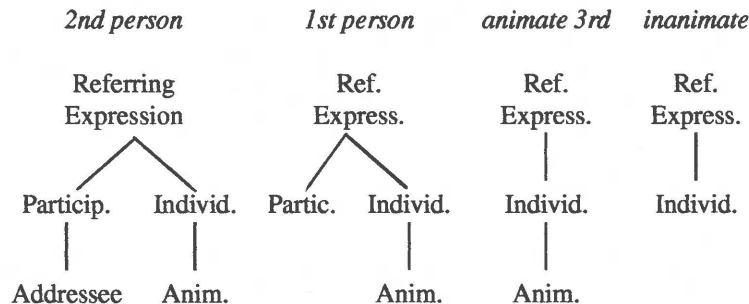 2nd person 1st person animate 3rd inanimate
Referring Ref. Ref. Ref.
Expression Express. Express. Express.
Particip. Individ. Partic. Individ. Individ. Individ.
Addressee Anim. Anim. Anim.